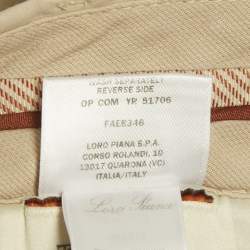 WASH SEPARATELY
REVERSE SIDE
OP COM YR 51706
FAE8346
LORO PIANA S.P.A.
CORSO ROLANDI, 10
13017 QUARONA (VC)
ITALIA/ITALY
Loro Piana